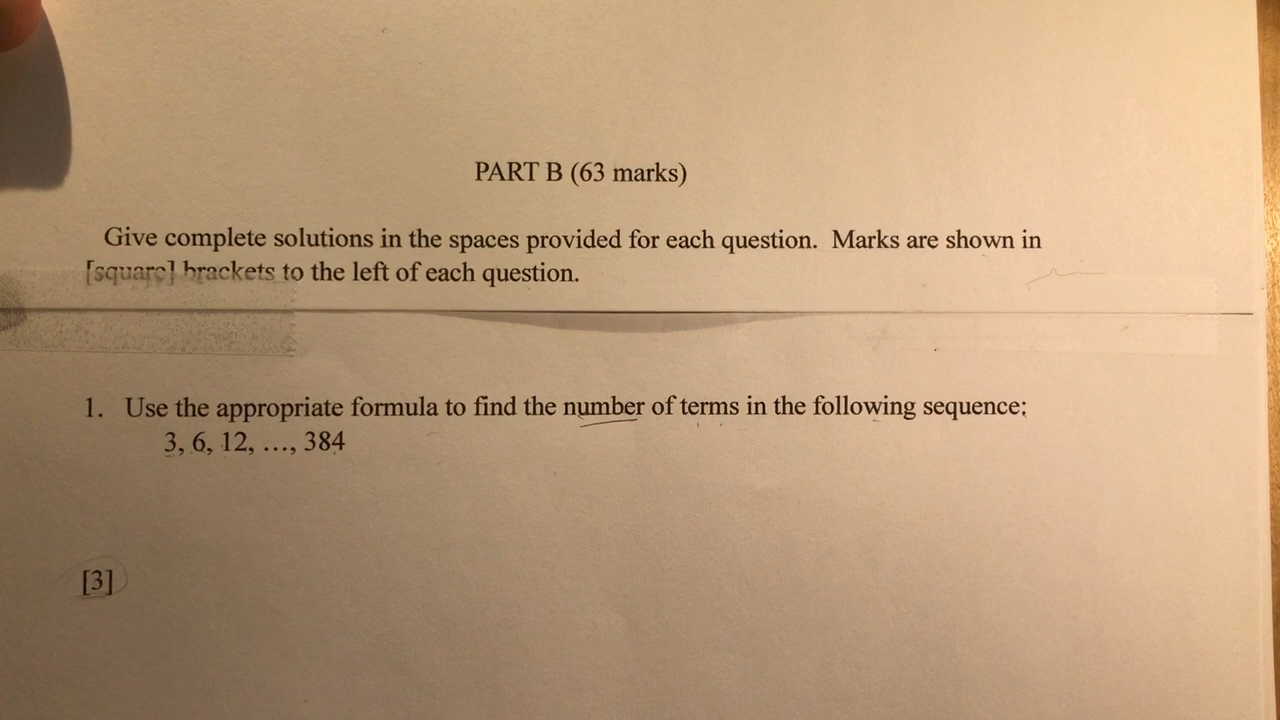 PART B (63 marks)
Give complete solutions in the spaces provided for each question. Marks are shown in
[square] brackets to the left of each question.
1. Use the appropriate formula to find the number of terms in the following sequence:
3, 6, 12, ..., 384
[3]